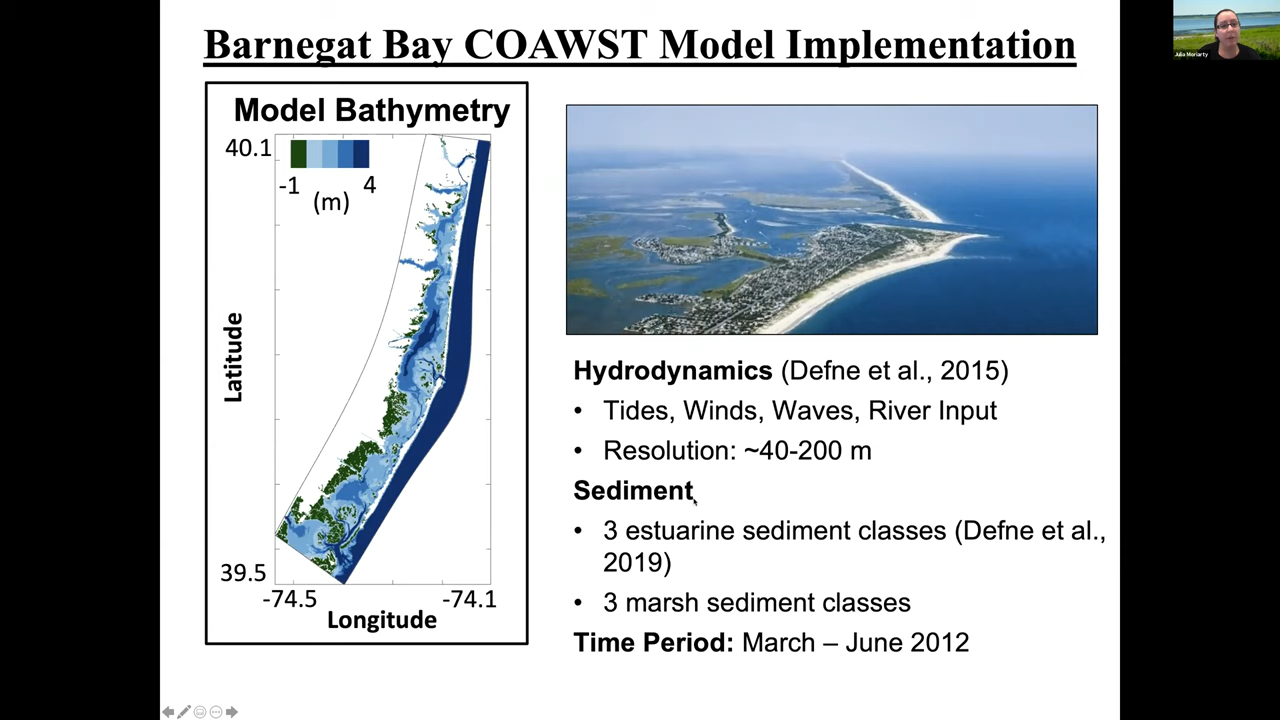 Barnegat Bay COAWST Model Implementation
Model Bathymetry
40.1
-1 4
(m)
Latitude
39.5
-74.5 -74.1
Longitude
Hydrodynamics (Defne et al., 2015)
• Tides, Winds, Waves, River Input
• Resolution: ~40-200 m
Sediment
• 3 estuarine sediment classes (Defne et al.,
2019)
• 3 marsh sediment classes
Time Period: March – June 2012
Julia Moriarty